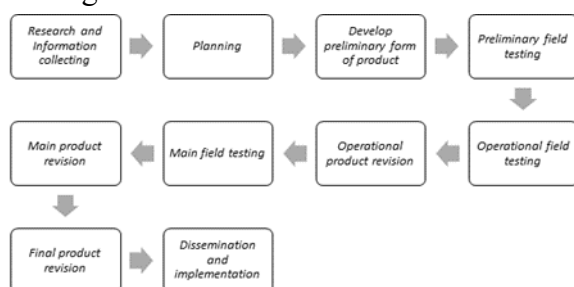 Research and
Information
collecting
Planning
Develop
preliminary form
of product
Preliminary field
testing
Operational field
testing
Operational
product revision
Main field testing
Main product
revision
Final product
revision
Dissemination
and
implementation